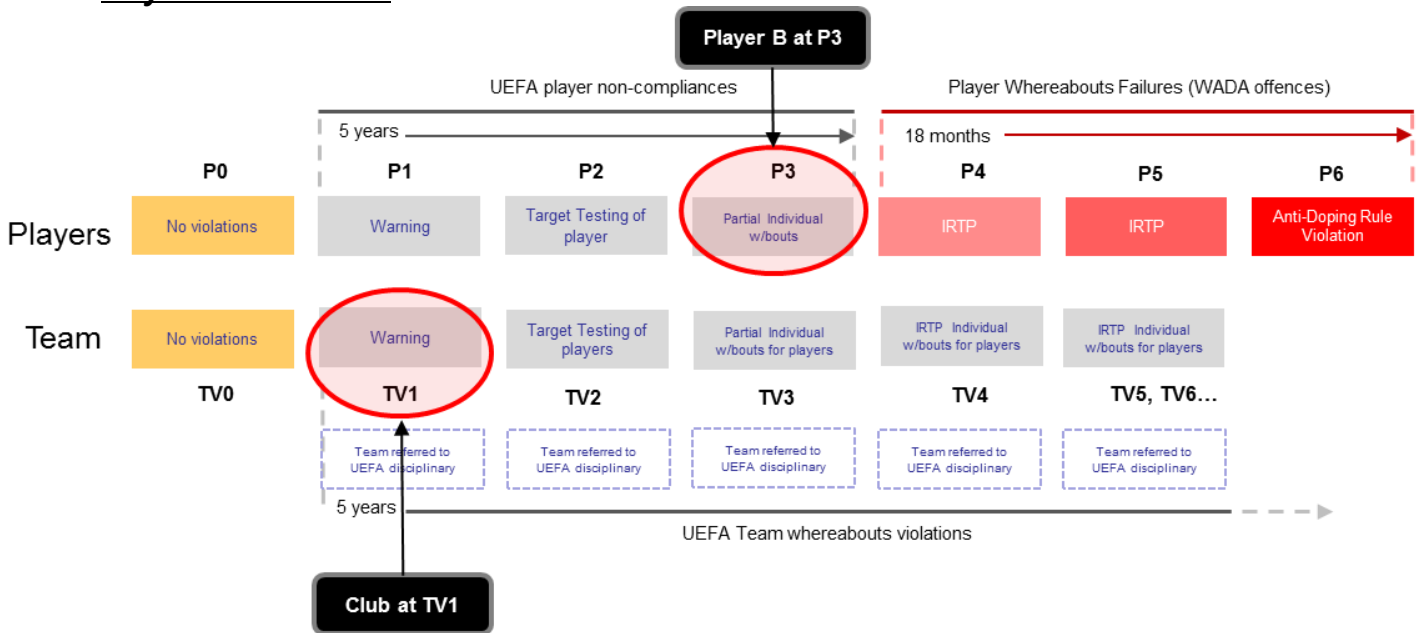 Player B at P3
UEFA player non-compliances
Player Whereabouts Failures (WADA offences)
5 years
18 months
P0
P1
P2
P3
P4
P5
P6
Players
No violations
Warning
Target Testing of
player
Partial Individual
w/bouts
IRTP
IRTP
Anti-Doping Rule
Violation
Team
No violations
Warning
Target Testing of
players
Partial Individual
w/bouts for players
IRTP Individual
w/bouts for players
IRTP Individual
w/bouts for players
TV0
TV1
TV2
TV3
TV4
TV5, TV6...
Team referred to
UEFA disciplinary
Team referred to
UEFA disciplinary
Team referred to
UEFA disciplinary
Team referred to
UEFA disciplinary
Team referred to
UEFA disciplinary
5 years
UEFA Team whereabouts violations
Club at TV1